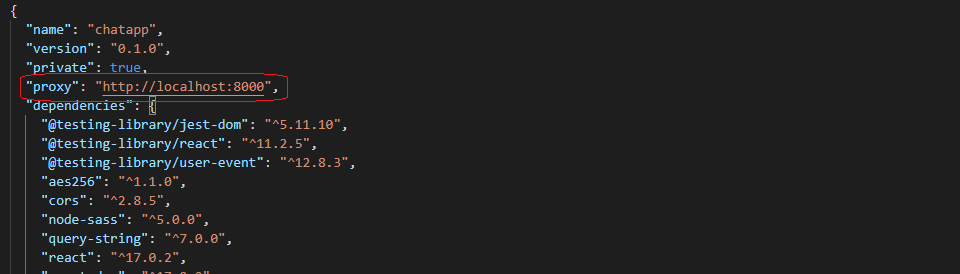 {
"name": "chatapp",
"version": "0.1.0",
"private": true,
"proxy": "http://localhost:8000",
"dependencies": {
"@testing-library/jest-dom": "^5.11.10",
"@testing-library/react": "^11.2.5",
"@testing-library/user-event": "^12.8.3",
"aes256": "^1.1.0",
"cors": "^2.8.5",
"node-sass": "^5.0.0",
"query-string": "^7.0.0",
"react": "^17.0.2",